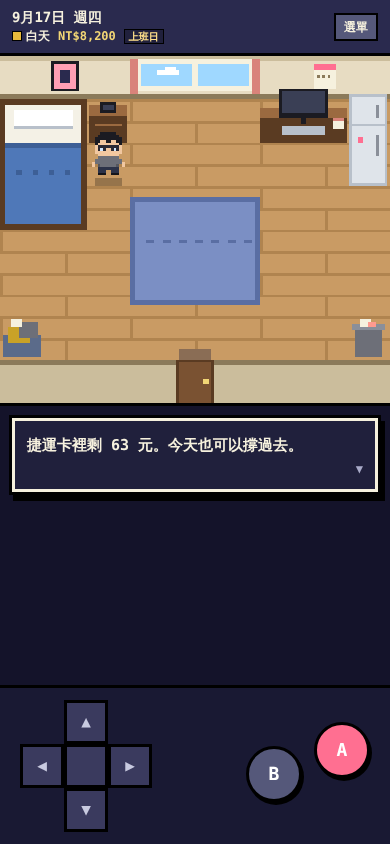 9月17日 週四
白天 NT$8,200 上班日
選單
捷運卡裡剩 63 元。今天也可以撐過去。
▼
▲
◀ ▶
▼
B
A